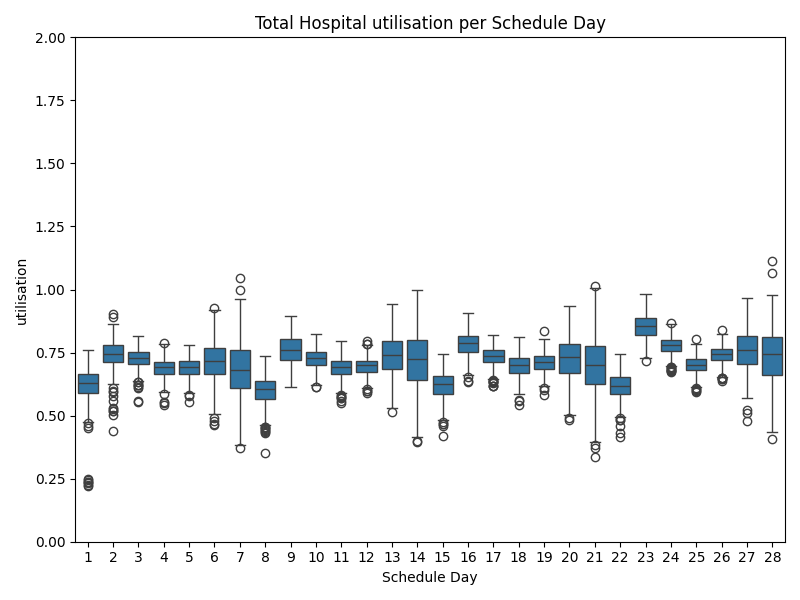 Total Hospital utilisation per Schedule Day
2.00
1.75
1.50
1.25
1.00
0.75
0.50
0.25
0.00
utilisation
1 2 3 4 5 6 7 8 9 10 11 12 13 14 15 16 17 18 19 20 21 22 23 24 25 26 27 28
Schedule Day